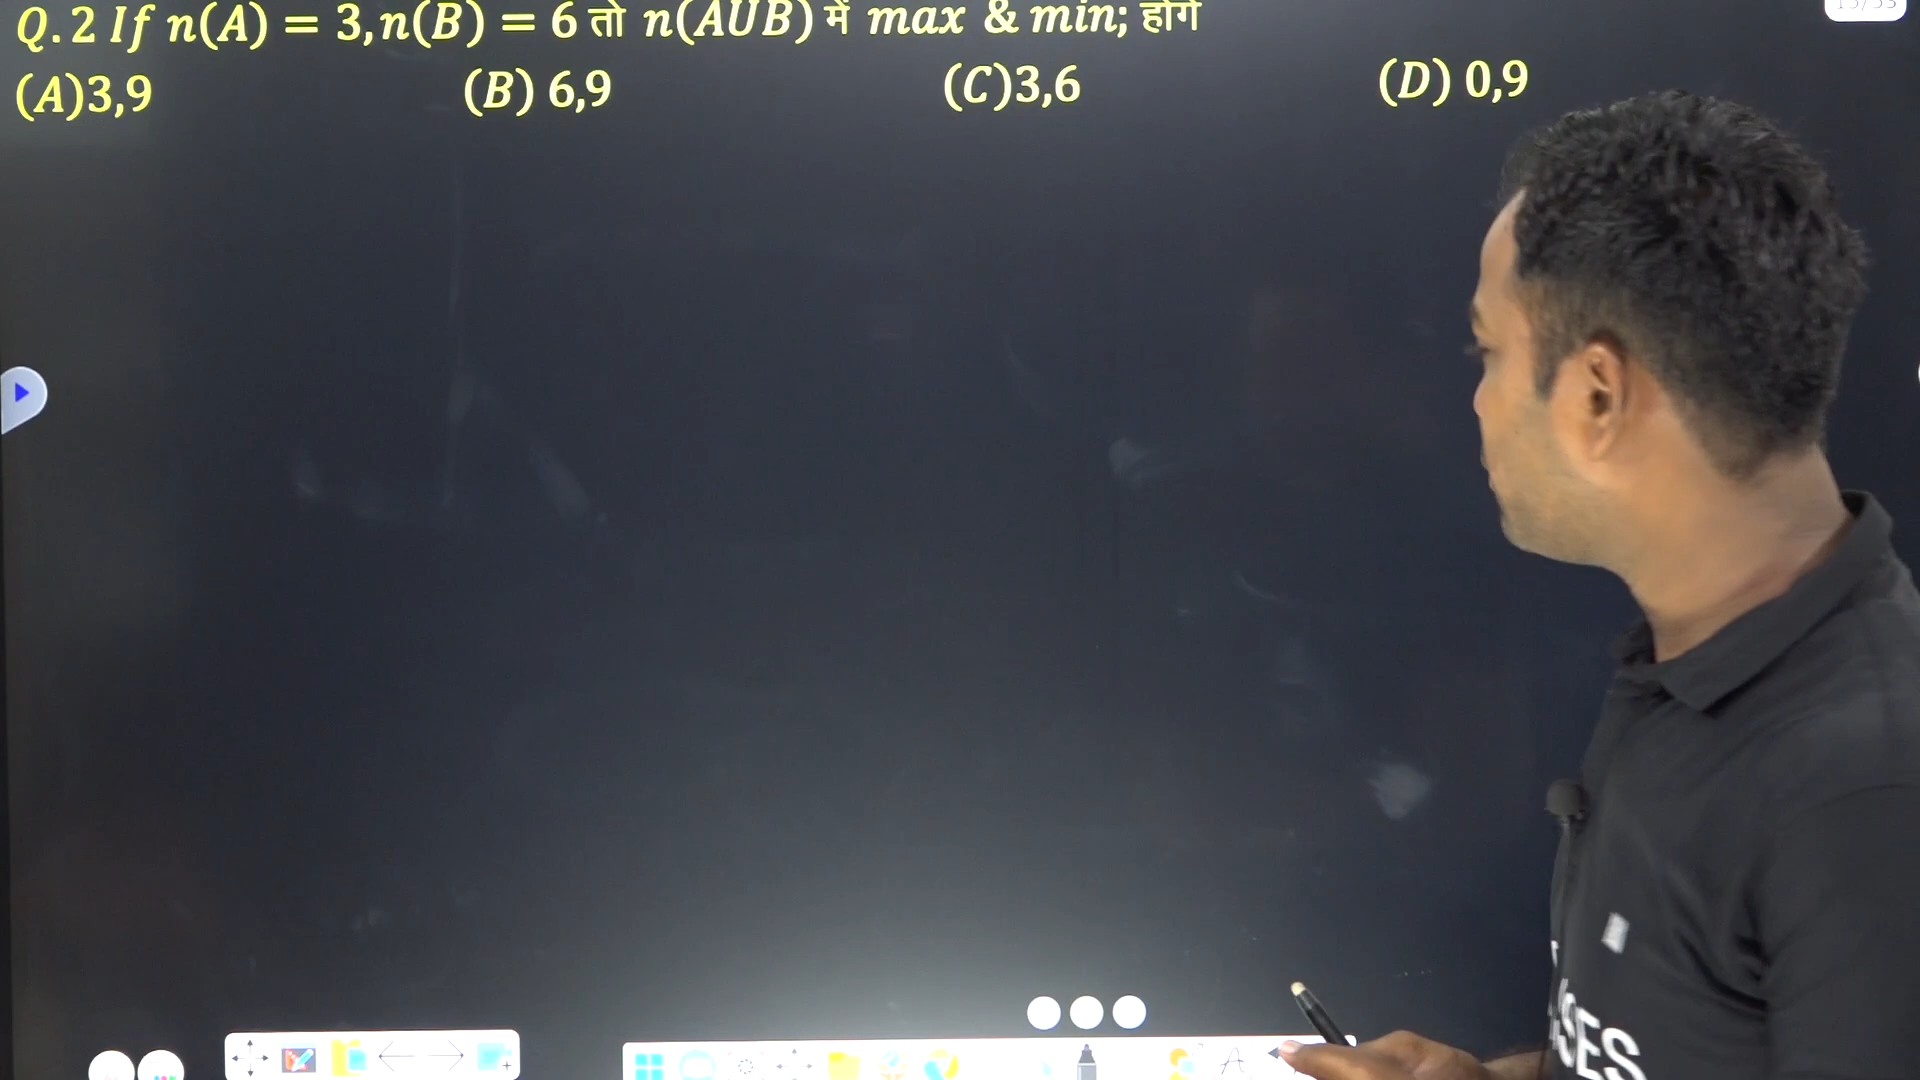 Q.2 If n(A) = 3, n(B) = 6 तो n(AUB) में max & min; होंगे
(A)3,9 (B) 6,9 (C)3,6 (D) 0,9